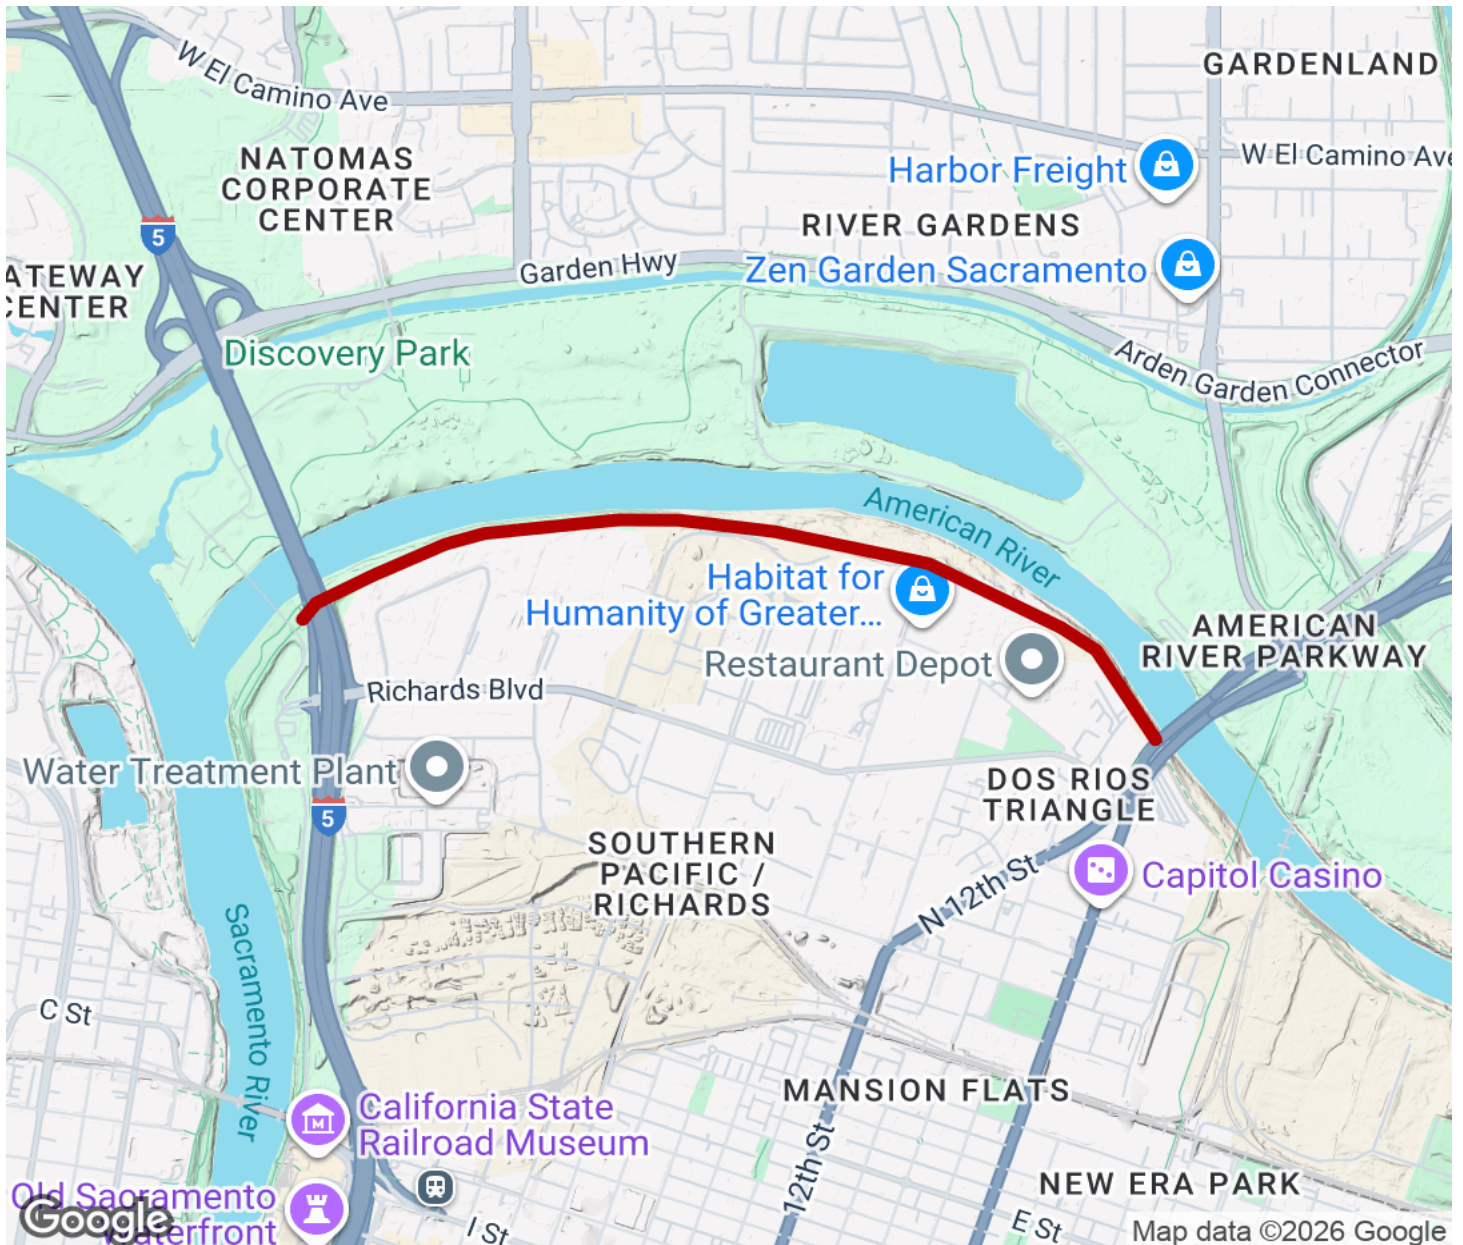 W El Camino Ave
GARDENLAND
NATOMAS
CORPORATE
CENTER
Harbor Freight
W El Camino Ave
5
RIVER GARDENS
Garden Hwy
Zen Garden Sacramento
ATEWAY
CENTER
Discovery Park
Arden Garden Connector
American River
Habitat for
Humanity of Greater...
AMERICAN
RIVER PARKWAY
Restaurant Depot
Richards Blvd
Water Treatment Plant
DOS RIOS
TRIANGLE
5
SOUTHERN
PACIFIC /
RICHARDS
N 12th St
Capitol Casino
Sacramento River
C St
MANSION FLATS
California State
Railroad Museum
12th St
Old Sacramento
Waterfront
NEW ERA PARK
I St
E St
Google
Map data ©2026 Google